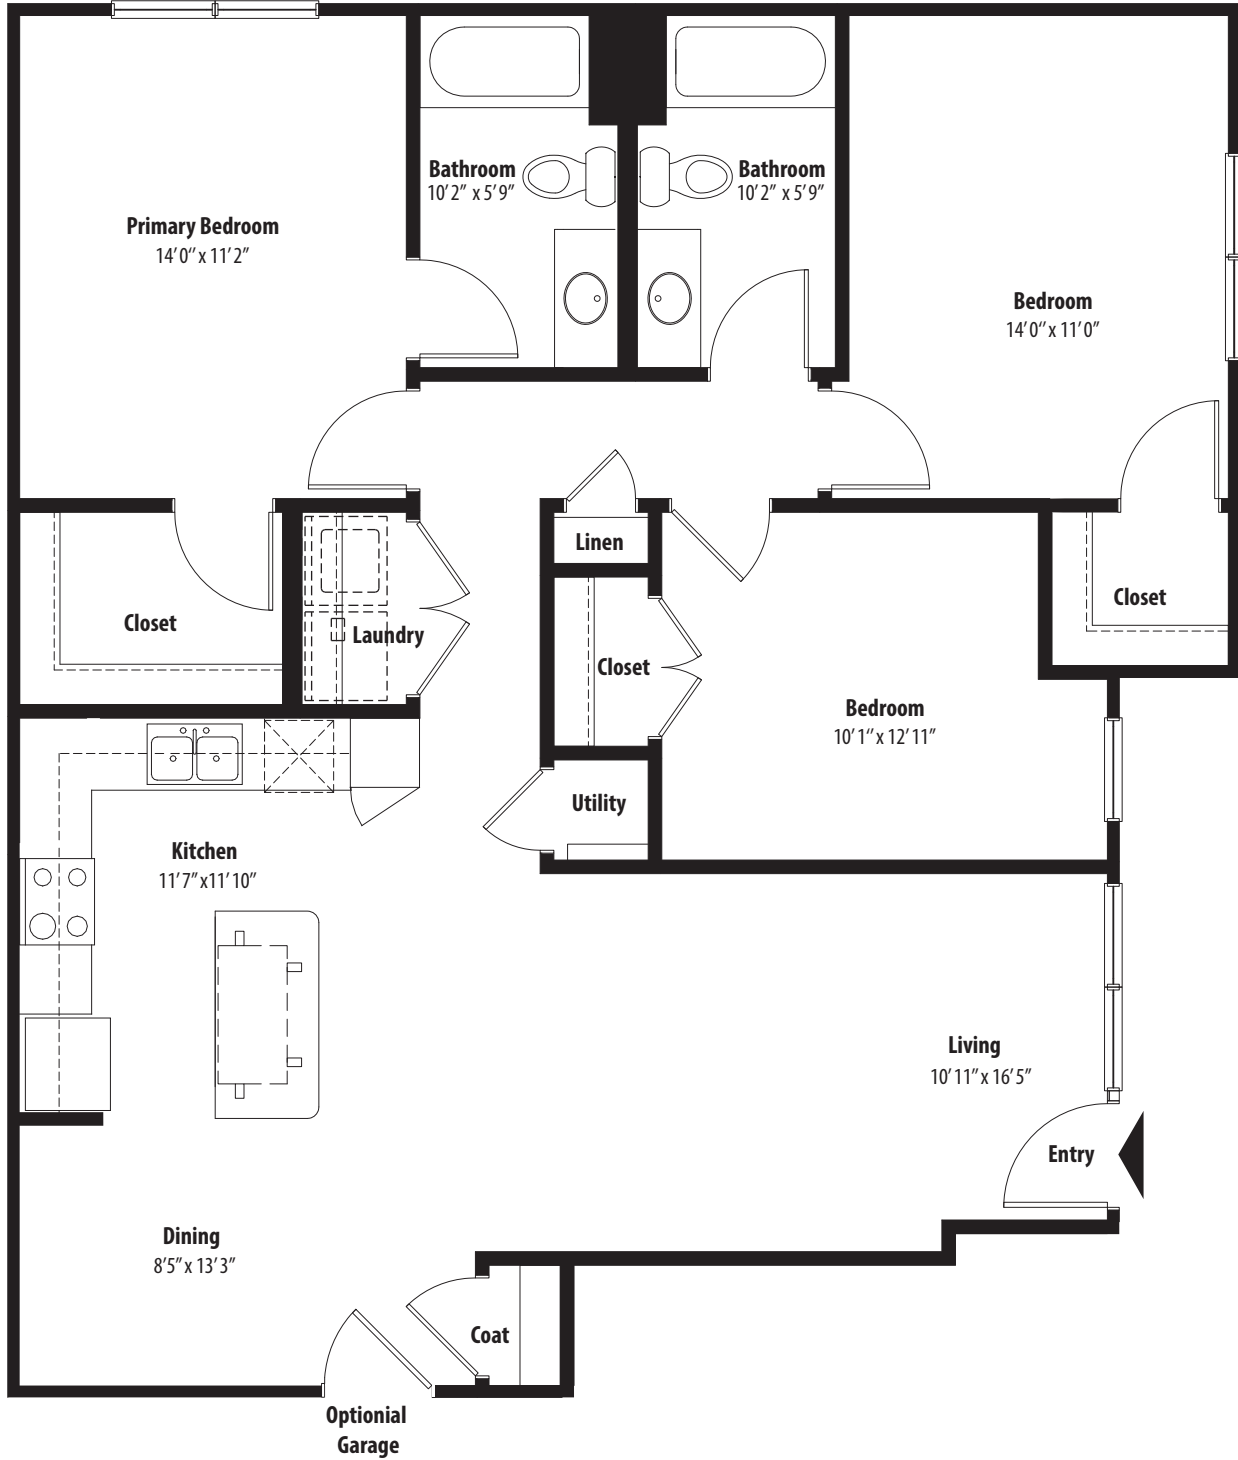 Bathroom
10'2" x 5'9"
Bathroom
10'2" x 5'9"
Primary Bedroom
14'0" x 11'2"
Bedroom
14'0" x 11'0"
Linen
Closet
Closet
Laundry
Closet
Bedroom
10'1" x 12'11"
Utility
Kitchen
11'7" x11'10"
Living
10'11" x 16'5"
Entry
Dining
8'5" x 13'3"
Coat
Optionial
Garage